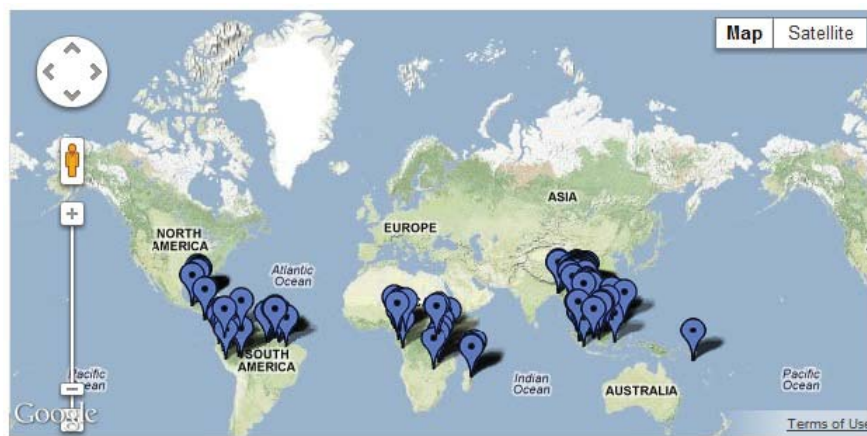 Map Satellite
ASIA
EUROPE
NORTH
AMERICA
Atlantic
Ocean
SOUTH
AMERICA
Pacific
Ocean
Indian
Ocean
AUSTRALIA
Pacific
Ocean
Google
Terms of Us